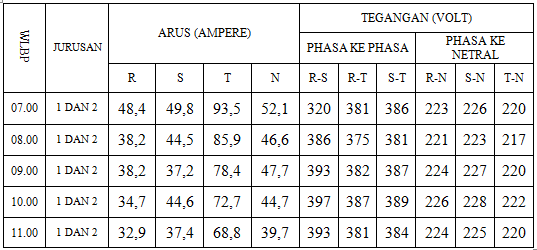 WLBP JURUSAN ARUS (AMPERE) TEGANGAN (VOLT)
PHASA KE PHASA PHASA KE NETRAL
R S T N R-S R-T S-T R-N S-N T-N
07.00 1 DAN 2 48,4 49,8 93,5 52,1 320 381 386 223 226 220
08.00 1 DAN 2 38,2 44,5 85,9 46,6 386 375 381 221 223 217
09.00 1 DAN 2 38,2 37,2 78,4 47,7 393 382 387 224 227 220
10.00 1 DAN 2 34,7 44,6 72,7 44,7 397 387 389 226 228 222
11.00 1 DAN 2 32,9 37,4 68,8 39,7 393 381 384 224 225 220